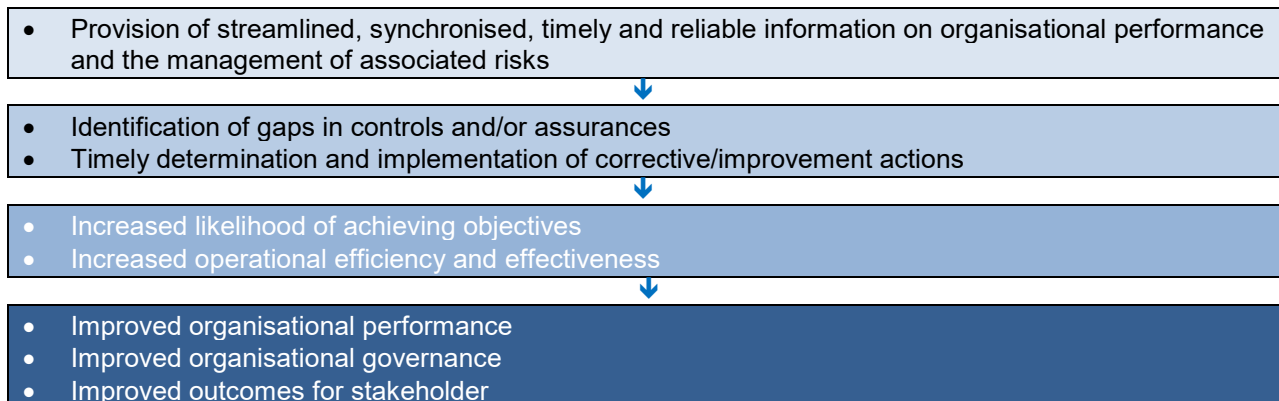 • Provision of streamlined, synchronised, timely and reliable information on organisational performance
and the management of associated risks
• Identification of gaps in controls and/or assurances
• Timely determination and implementation of corrective/improvement actions
• Increased likelihood of achieving objectives
• Increased operational efficiency and effectiveness
• Improved organisational performance
• Improved organisational governance
• Improved outcomes for stakeholder